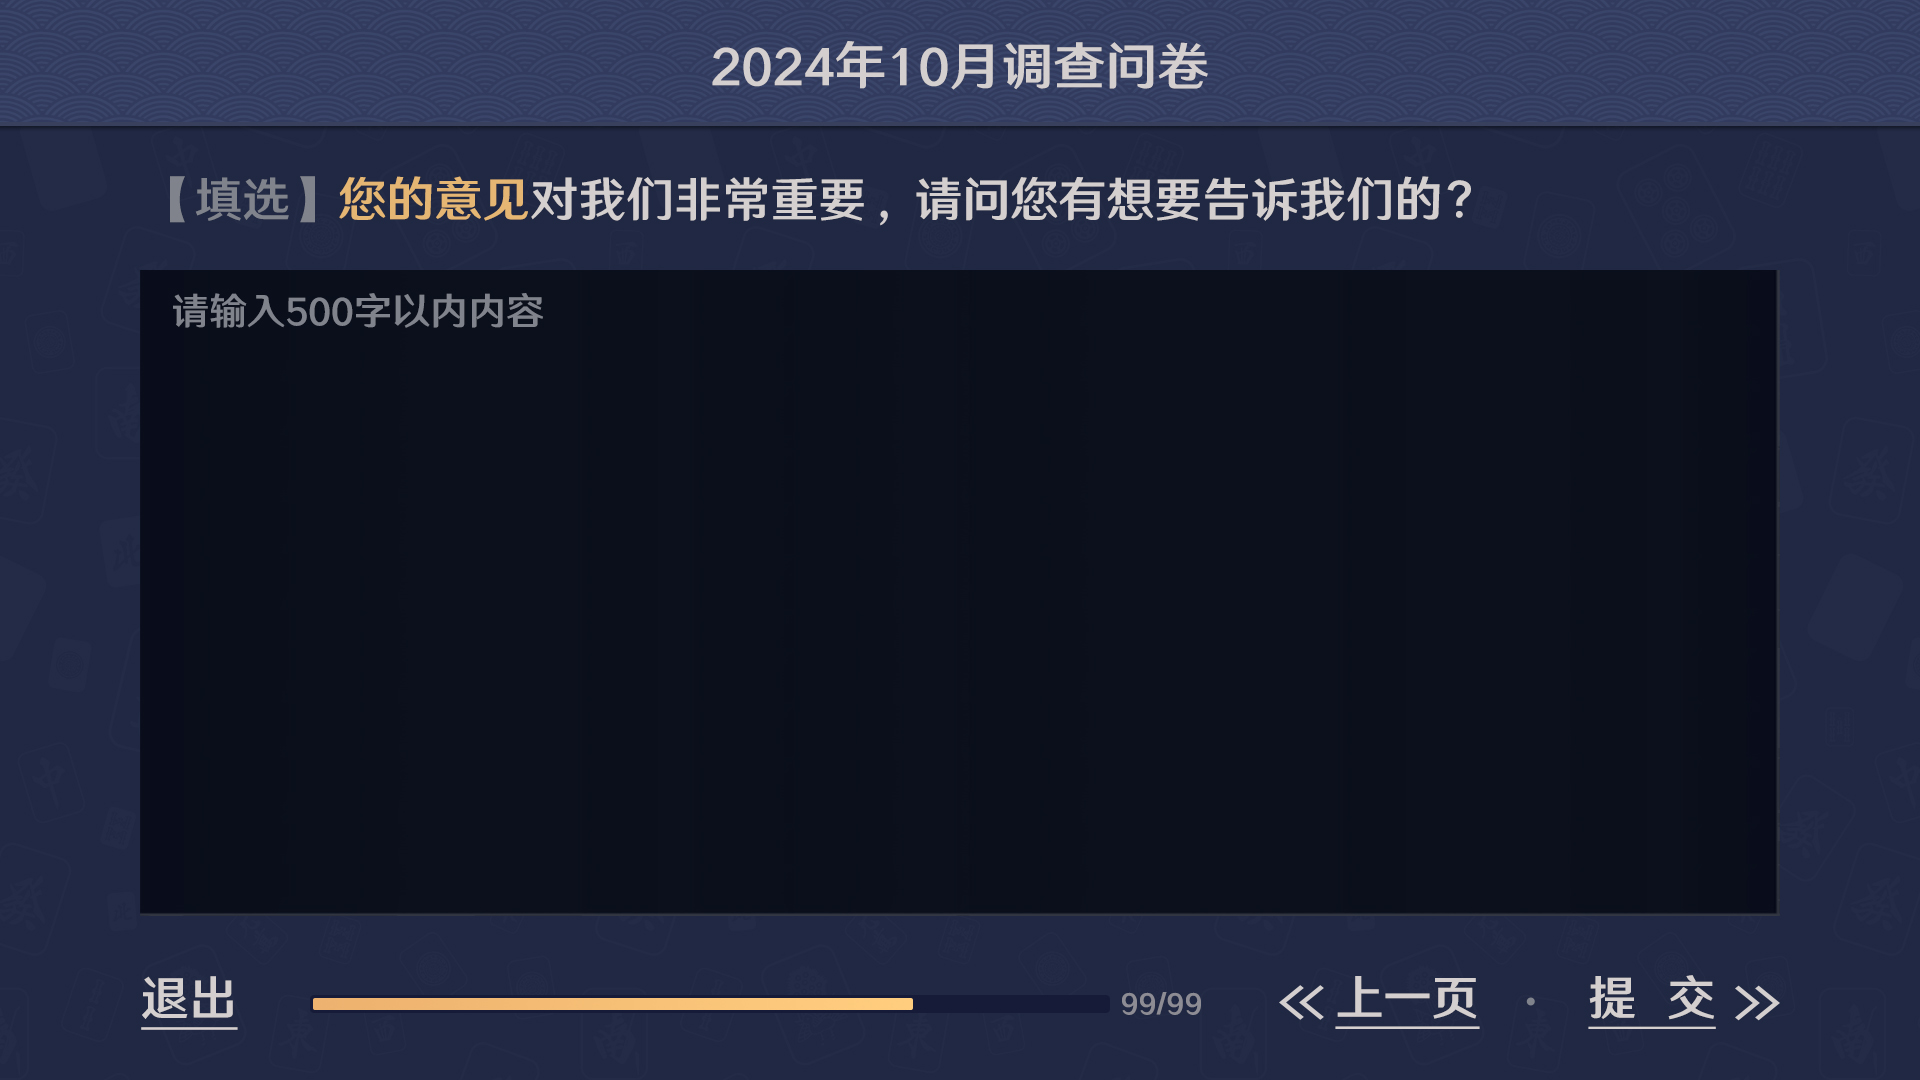 2024年10月调查问卷
【填选】您的意见对我们非常重要，请问您有想要告诉我们的？
请输入500字以内内容
退出 99/99 上一页 · 提 交